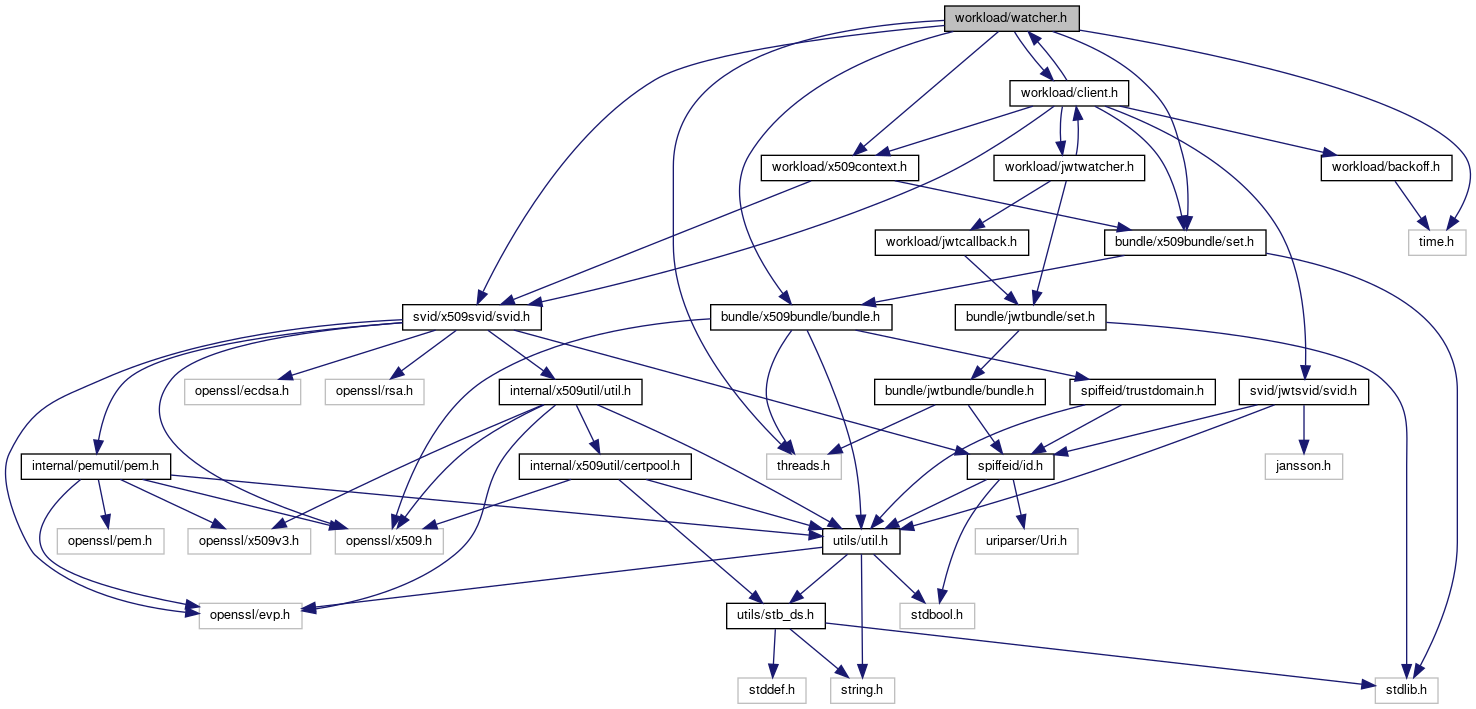 workload/watcher.h
workload/client.h
workload/x509context.h
workload/jwtwatcher.h
workload/backoff.h
workload/jwtcallback.h
bundle/x509bundle/set.h
time.h
svid/x509svid/svid.h
bundle/x509bundle/bundle.h
bundle/jwtbundle/set.h
openssl/ecdsa.h
openssl/rsa.h
internal/x509util/util.h
bundle/jwtbundle/bundle.h
spiffeid/trustdomain.h
svid/jwtsvid/svid.h
internal/pemutil/pem.h
internal/x509util/certpool.h
threads.h
spiffeid/id.h
jansson.h
openssl/pem.h
openssl/x509v3.h
openssl/x509.h
utils/util.h
uriparser/Uri.h
openssl/evp.h
utils/stb_ds.h
stdbool.h
stddef.h
string.h
stdlib.h